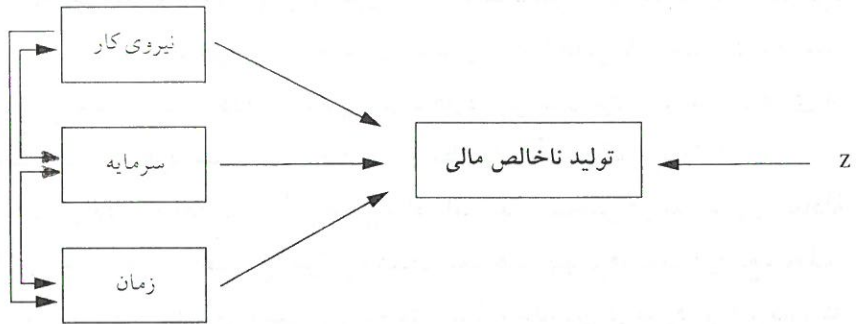 نیروی کار
سرمایه
تولید ناخالص مالی
z
زمان